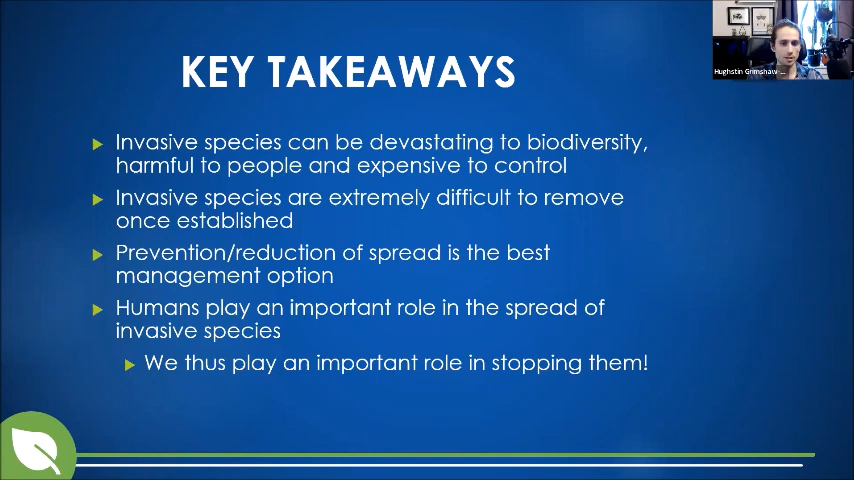 KEY TAKEAWAYS
Invasive species can be devastating to biodiversity,
harmful to people and expensive to control
Invasive species are extremely difficult to remove
once established
Prevention/reduction of spread is the best
management option
Humans play an important role in the spread of
invasive species
We thus play an important role in stopping them!
Hughstin Grimshaw-...